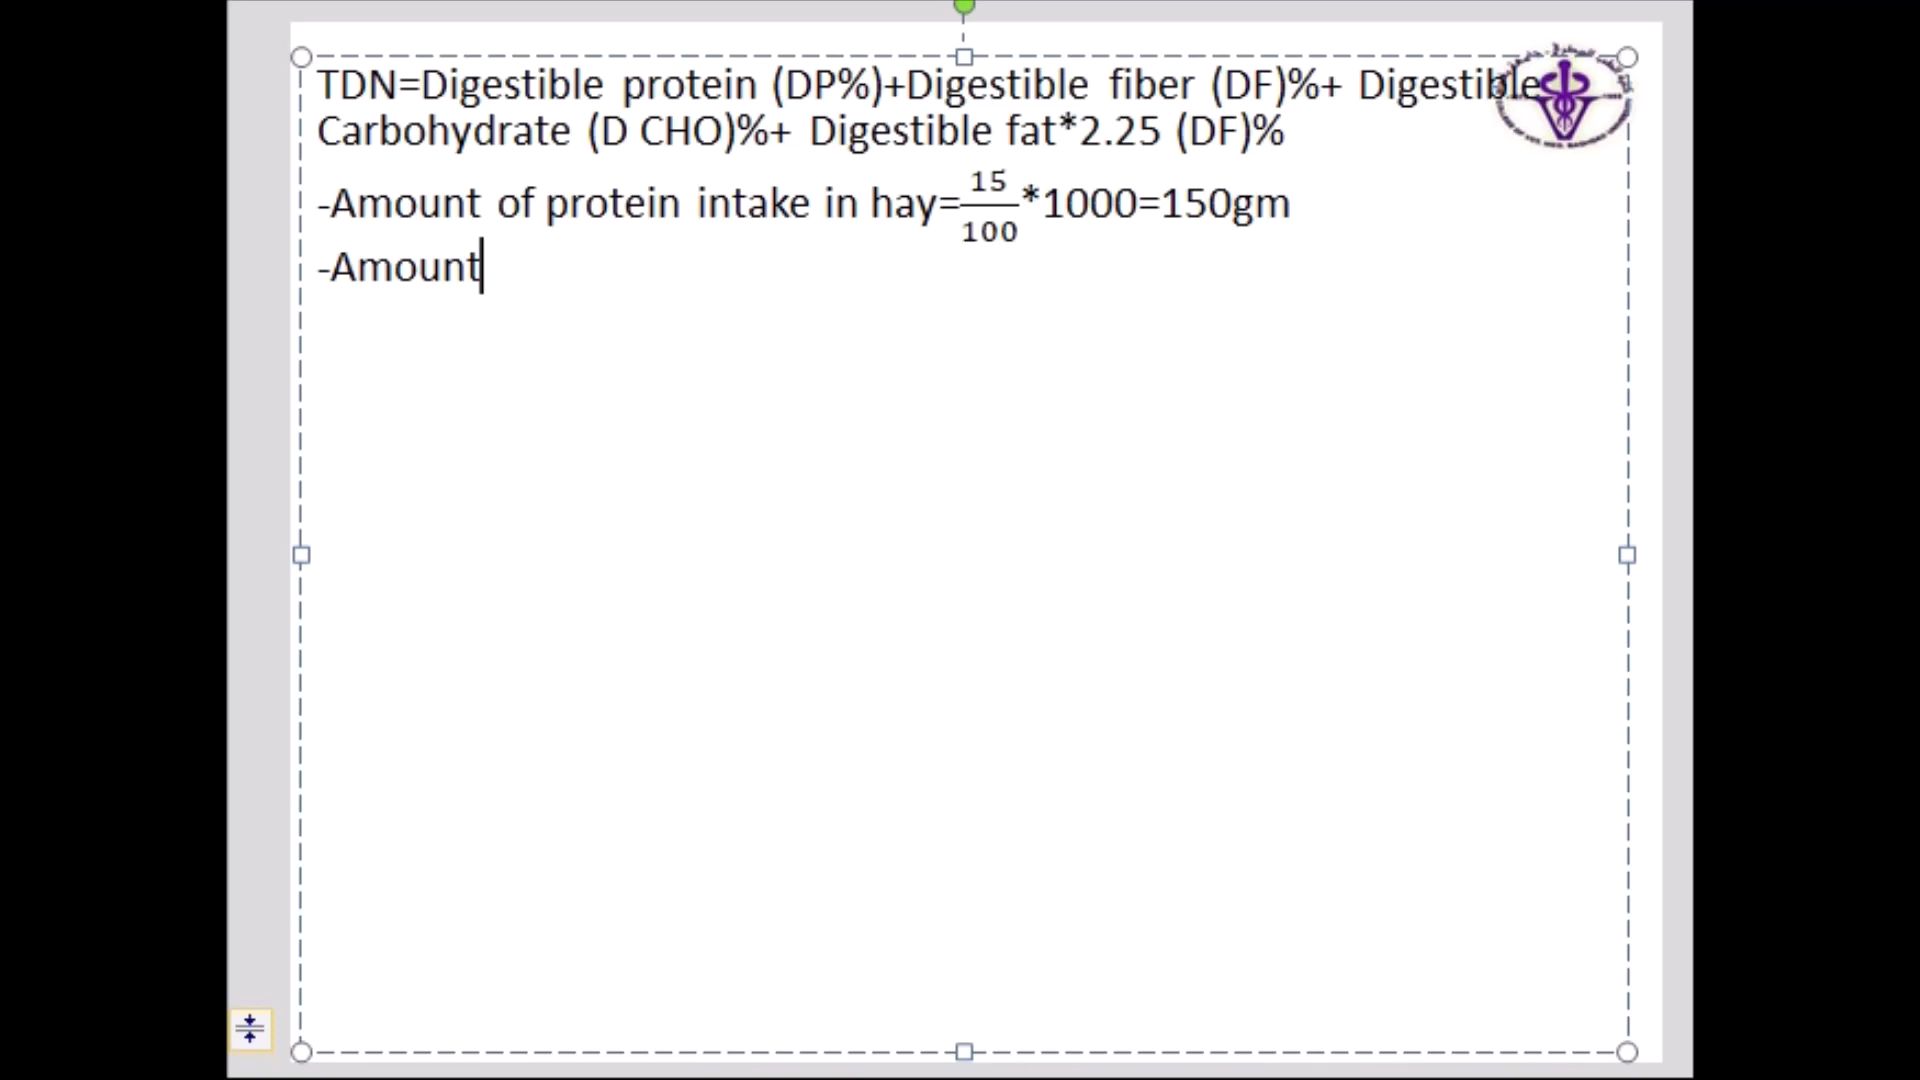 TDN=Digestible protein (DP%)+Digestible fiber (DF)%+ Digestible
Carbohydrate (D CHO)%+ Digestible fat*2.25 (DF)%
-Amount of protein intake in hay=15/100*1000=150gm
-Amount